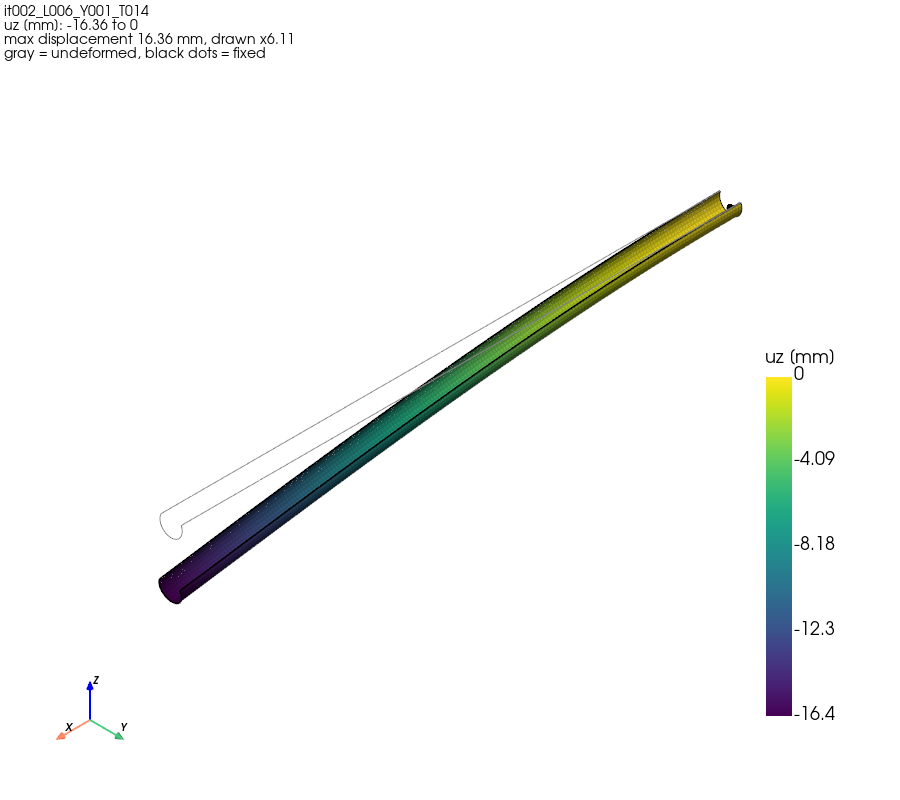 it002_L006_Y001_T014
uz [mm]: -16.36 to 0
max displacement 16.36 mm, drawn x6.11
gray = undeformed, black dots = fixed
uz [mm]
0
-4.09
-8.18
-12.3
-16.4
Z
X
Y